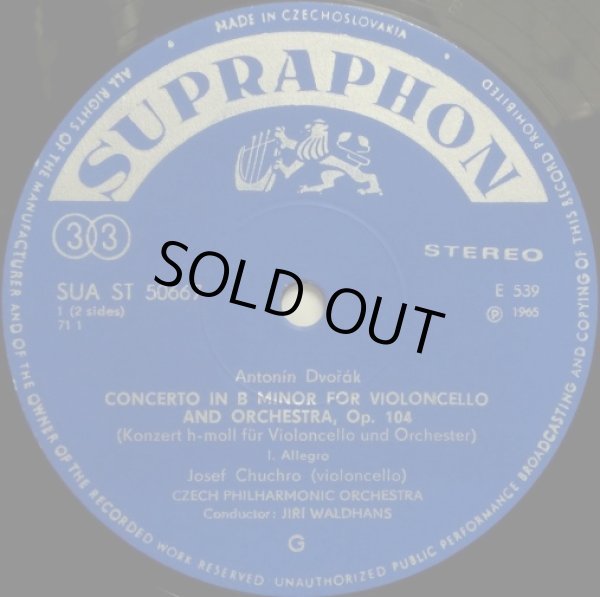 MADE IN CZECHOSLOVAKIA
SUPRAPHON
33
STEREO
SUA ST 50667
E 539
1 (2 sides)
℗ 1965
71 1
SOLD OUT
Antonín Dvořák
CONCERTO IN B MINOR FOR VIOLONCELLO
AND ORCHESTRA, Op. 104
(Konzert h-moll für Violoncello und Orchester)
1. Allegro
Josef Chuchro (violoncello)
CZECH PHILHARMONIC ORCHESTRA
Conductor: JIŘÍ WALDHANS
G
ALL RIGHTS OF THE MANUFACTURER AND OF THE OWNER OF THE RECORDED WORK RESERVED · UNAUTHORIZED PUBLIC PERFORMANCE BROADCASTING AND COPYING OF THIS RECORD PROHIBITED